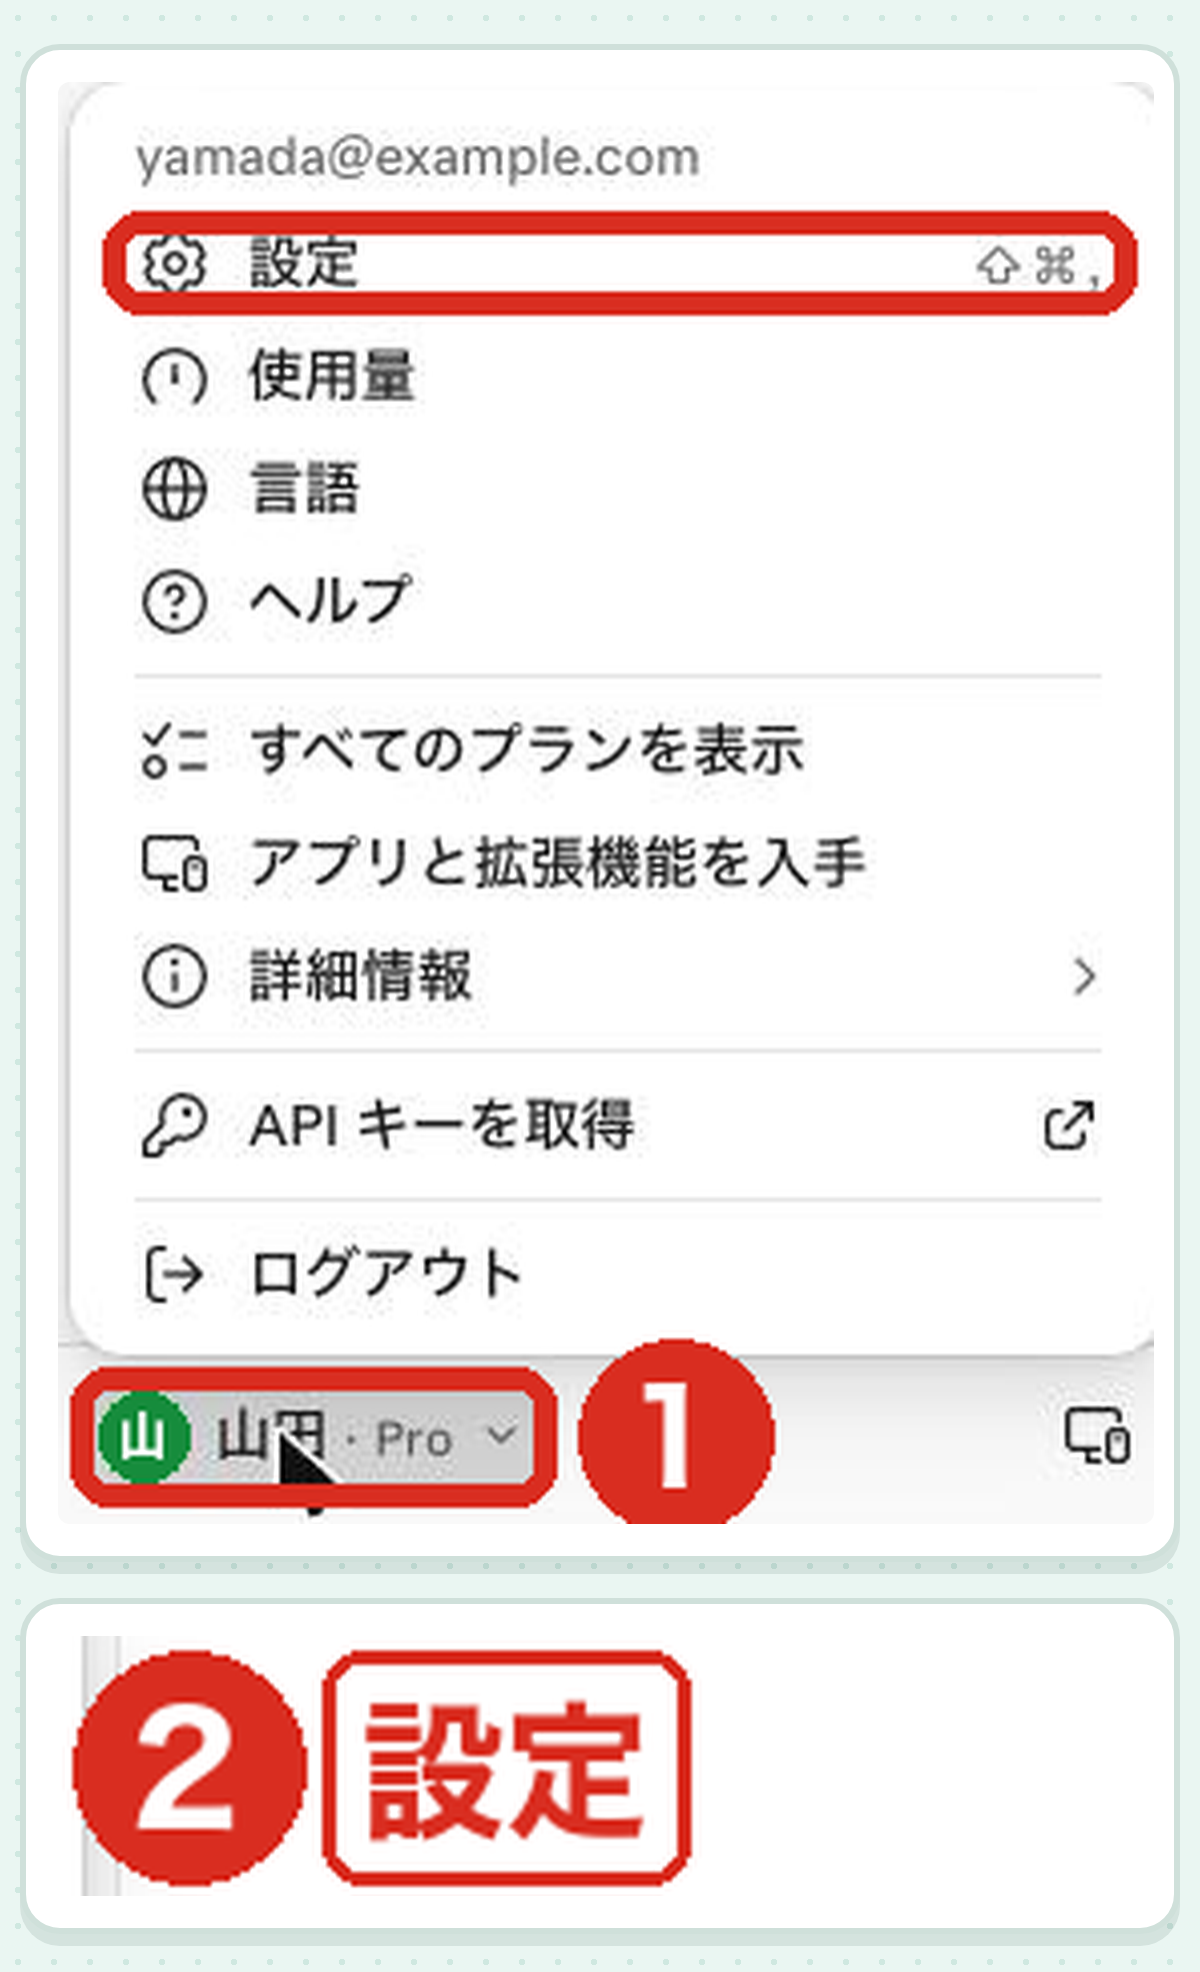 yamada@example.com
設定 ⇧⌘,
使用量
言語
ヘルプ
すべてのプランを表示
アプリと拡張機能を入手
詳細情報
API キーを取得
ログアウト
山 山田 · Pro
1
2 設定